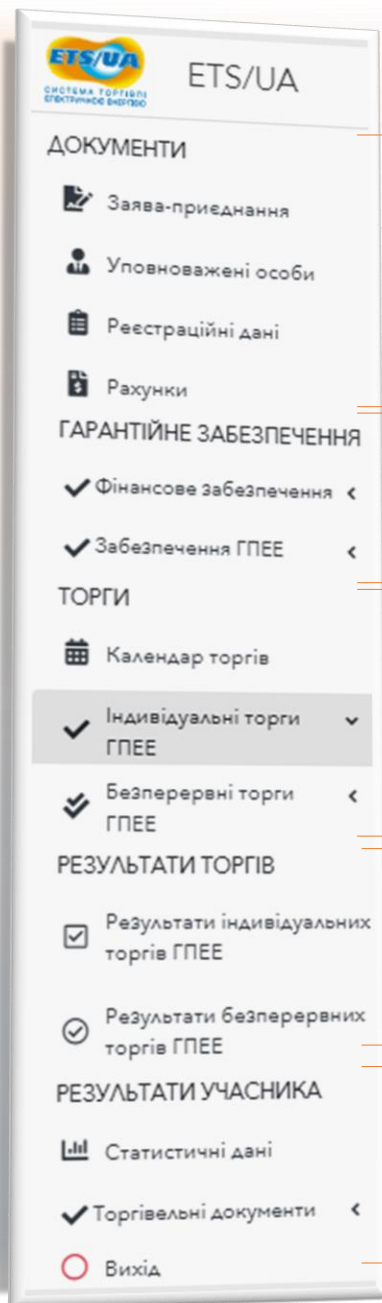 ETS/UA
СИСТЕМА ТОРГІВЛІ
ЕЛЕКТРИЧНОЮ ЕНЕРГІЄЮ
ETS/UA
ДОКУМЕНТИ
Заява-приєднання
Уповноважені особи
Реєстраційні дані
Рахунки
ГАРАНТІЙНЕ ЗАБЕЗПЕЧЕННЯ
Фінансове забезпечення
Забезпечення ГПЕЕ
ТОРГИ
Календар торгів
Індивідуальні торги
ГПЕЕ
Безперервні торги
ГПЕЕ
РЕЗУЛЬТАТИ ТОРГІВ
Результати індивідуальних
торгів ГПЕЕ
Результати безперервних
торгів ГПЕЕ
РЕЗУЛЬТАТИ УЧАСНИКА
Статистичні дані
Торгівельні документи
Вихід